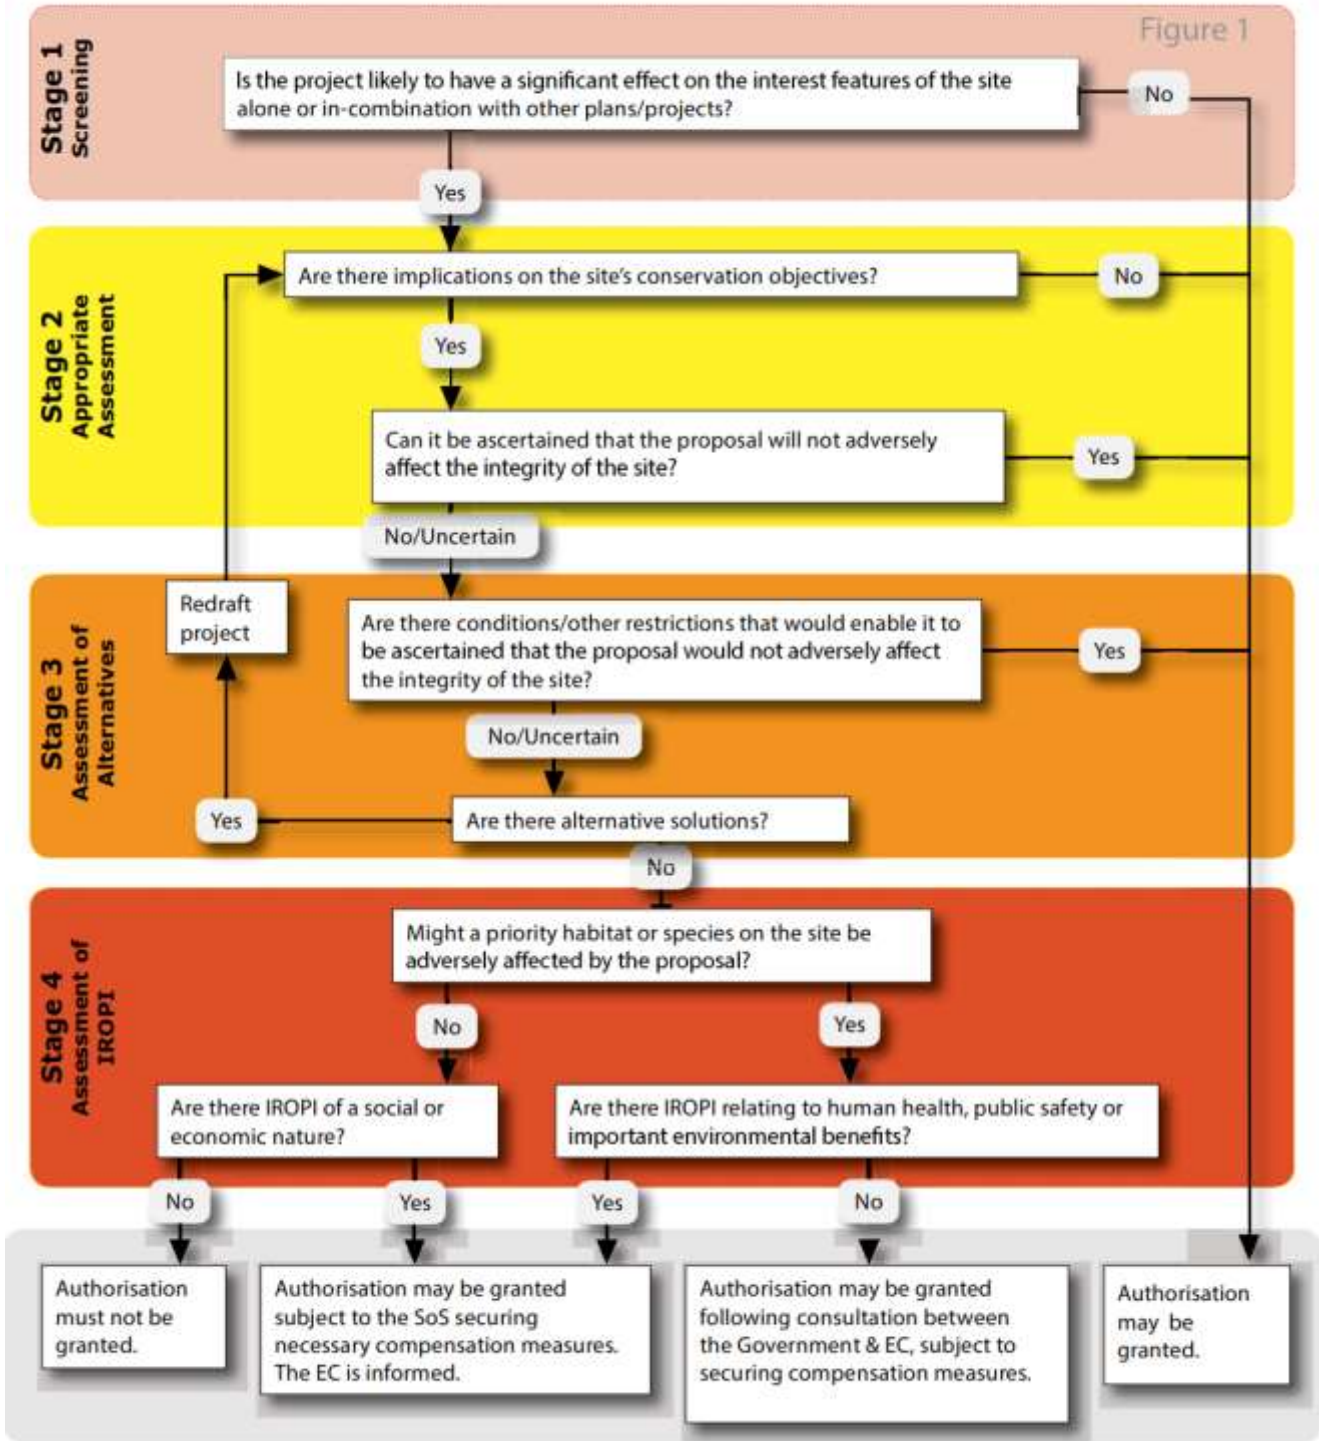 Figure 1
Stage 1
Screening
Is the project likely to have a significant effect on the interest features of the site
alone or in-combination with other plans/projects?
No
Yes
Stage 2
Appropriate
Assessment
Are there implications on the site's conservation objectives?
No
Yes
Can it be ascertained that the proposal will not adversely
affect the integrity of the site?
Yes
No/Uncertain
Stage 3
Assessment of
Alternatives
Redraft
project
Are there conditions/other restrictions that would enable it to
be ascertained that the proposal would not adversely affect
the integrity of the site?
Yes
No/Uncertain
Yes
Are there alternative solutions?
No
Stage 4
Assessment of
IROPI
Might a priority habitat or species on the site be
adversely affected by the proposal?
No
Yes
Are there IROPI of a social or
economic nature?
Are there IROPI relating to human health, public safety or
important environmental benefits?
No
Yes
Yes
No
Authorisation
must not be
granted.
Authorisation may be granted
subject to the SoS securing
necessary compensation measures.
The EC is informed.
Authorisation may be granted
following consultation between
the Government & EC, subject to
securing compensation measures.
Authorisation
may be
granted.